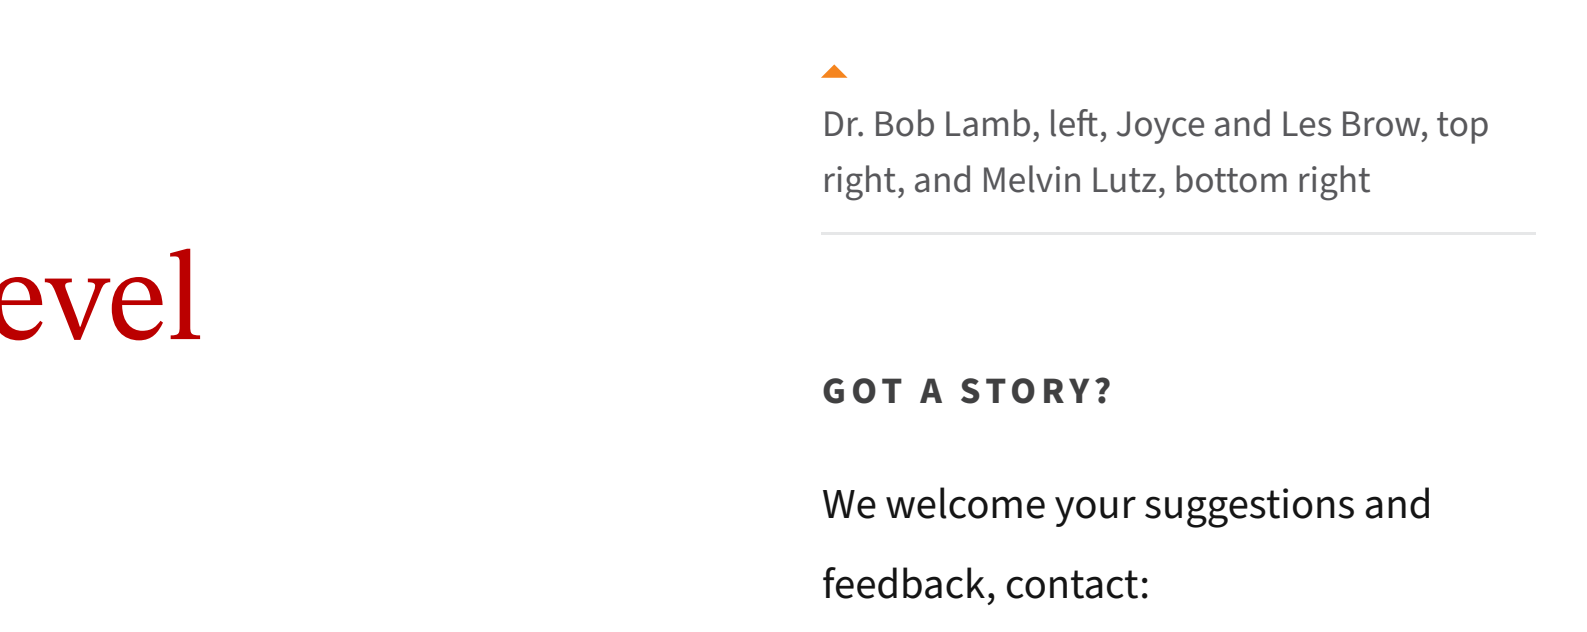 Dr. Bob Lamb, left, Joyce and Les Brow, top
right, and Melvin Lutz, bottom right
evel
GOT A STORY?
We welcome your suggestions and
feedback, contact: